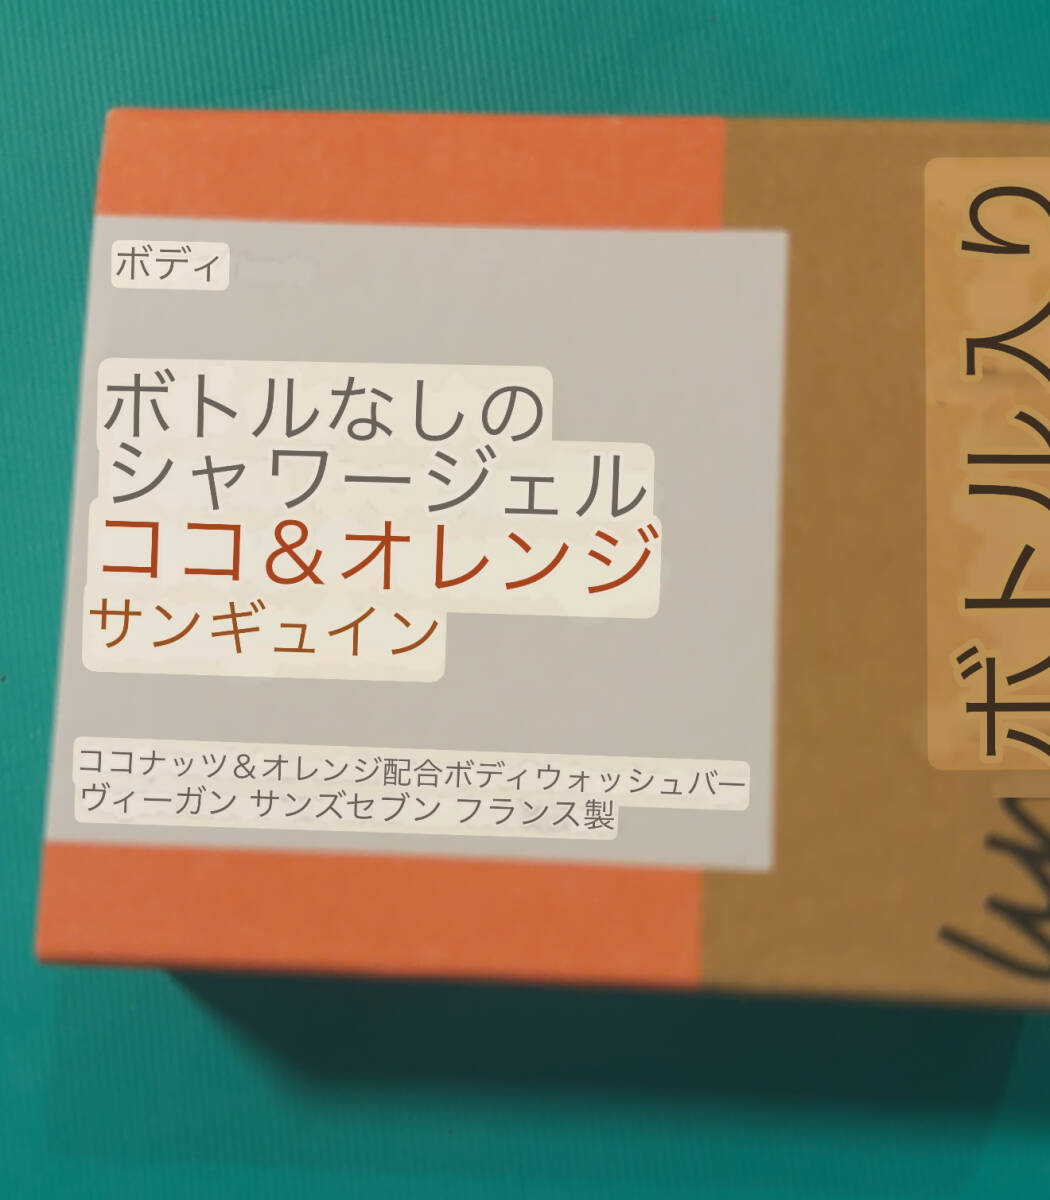 ボディ
ボトルなしの
シャワージェル
ココ＆オレンジ
サンギュイン
ココナッツ＆オレンジ配合ボディウォッシュバー
ヴィーガン サンズセブン フランス製
ボトル入り